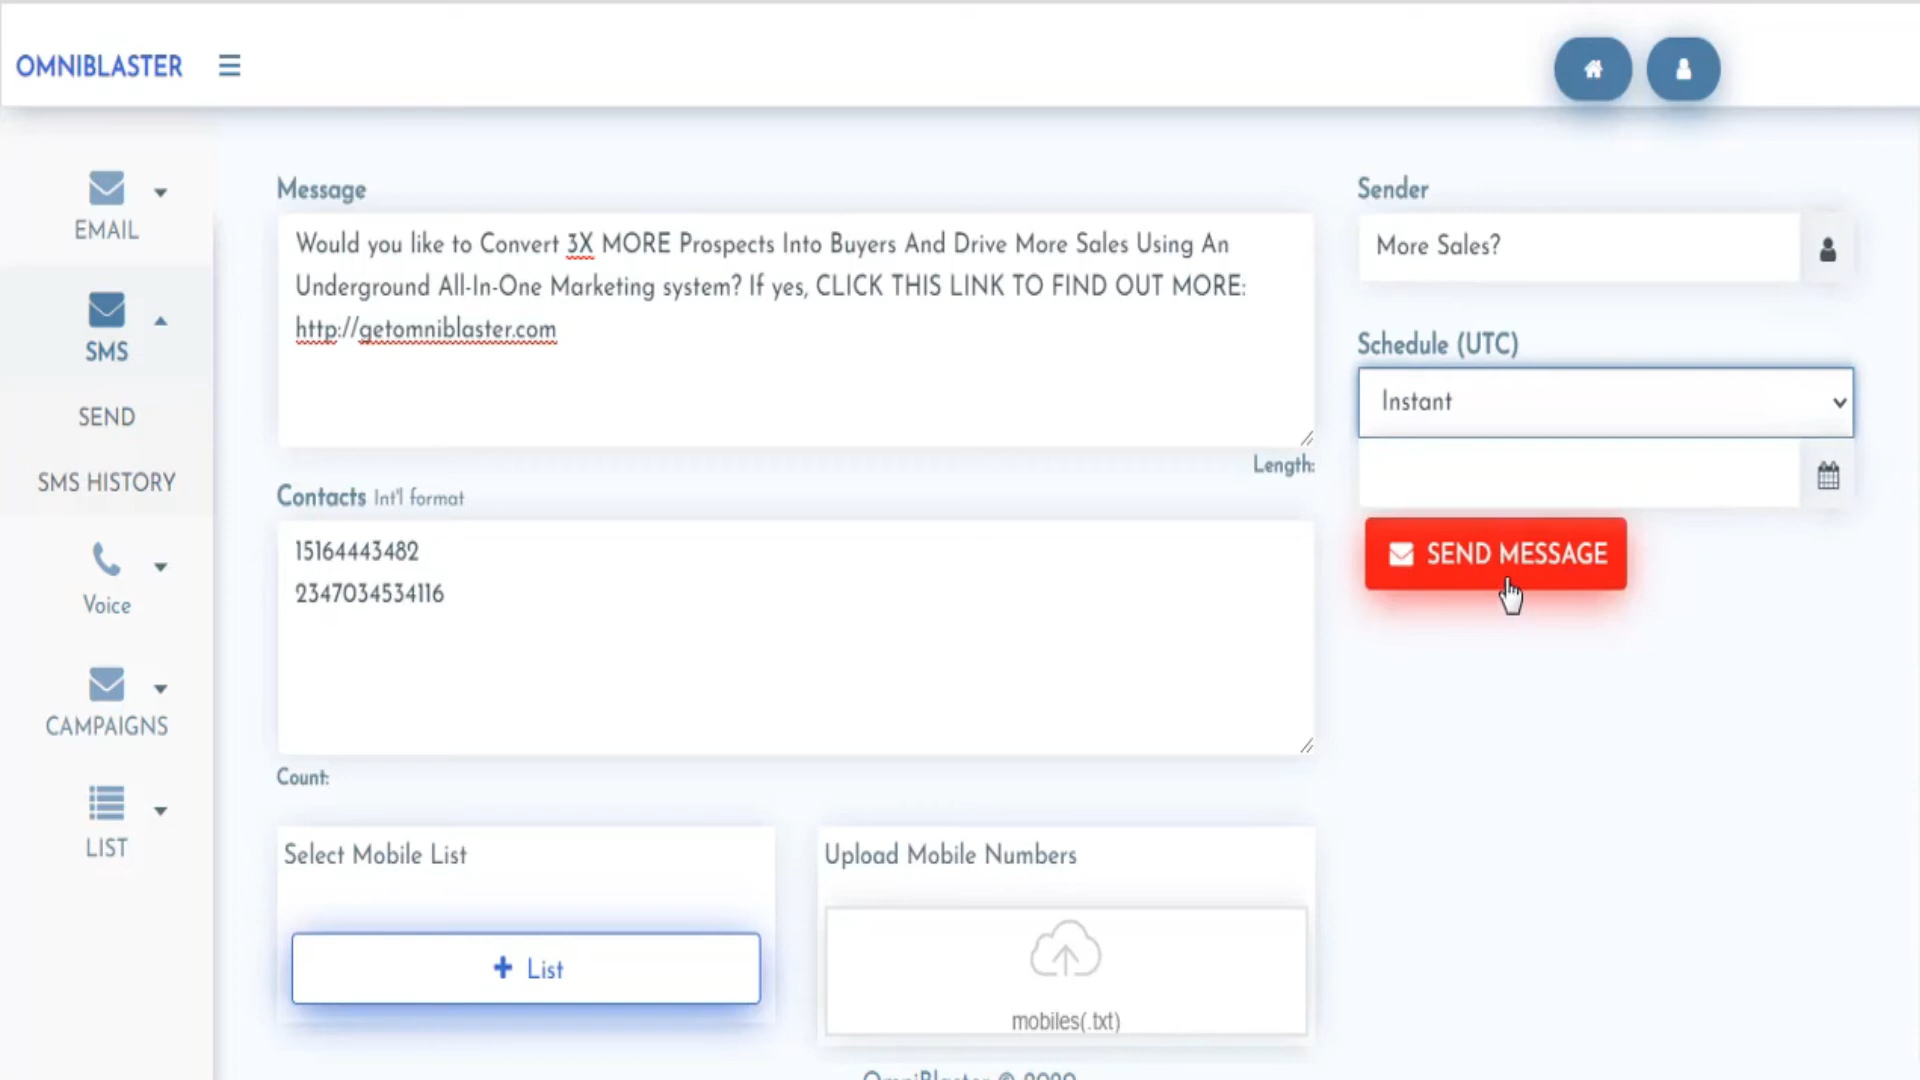 OMNIBLASTER
EMAIL
SMS
SEND
SMS HISTORY
Voice
CAMPAIGNS
LIST
Message
Would you like to Convert 3X MORE Prospects Into Buyers And Drive More Sales Using An
Underground All-In-One Marketing system? If yes, CLICK THIS LINK TO FIND OUT MORE:
http://getomniblaster.com
Length:
Contacts Int'l format
15164443482
2347034534116
Count:
Select Mobile List
+ List
Upload Mobile Numbers
mobiles(.txt)
Sender
More Sales?
Schedule (UTC)
Instant
SEND MESSAGE
OmniBlaster © 2020